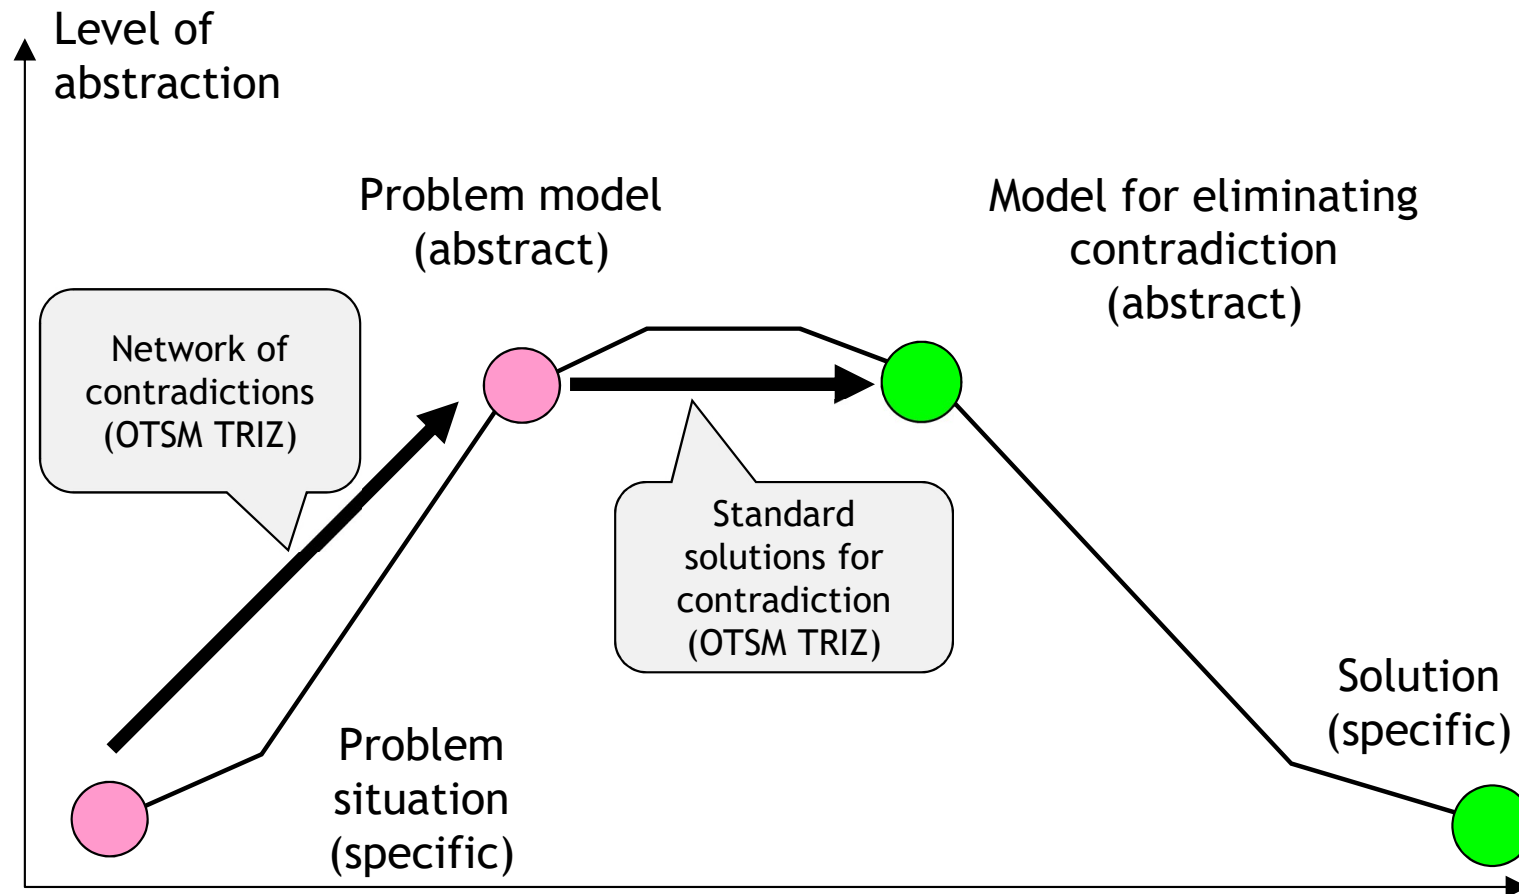 Level of
abstraction
Problem model
(abstract)
Model for eliminating
contradiction
(abstract)
Network of
contradictions
(OTSM TRIZ)
Standard
solutions for
contradiction
(OTSM TRIZ)
Problem
situation
(specific)
Solution
(specific)